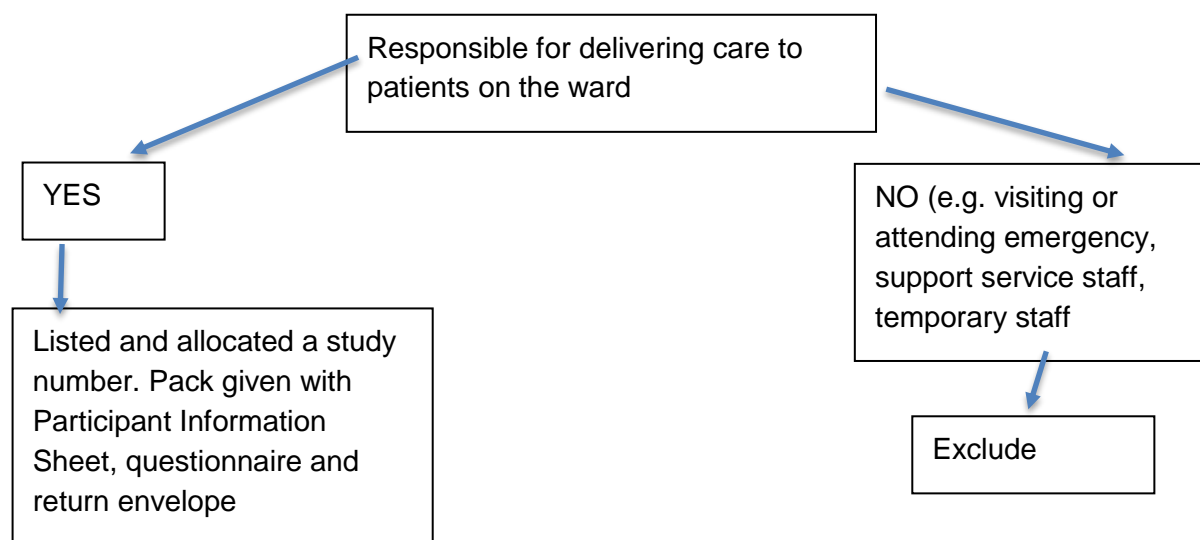 Responsible for delivering care to
patients on the ward
YES
NO (e.g. visiting or
attending emergency,
support service staff,
temporary staff
Listed and allocated a study
number. Pack given with
Participant Information
Sheet, questionnaire and
return envelope
Exclude